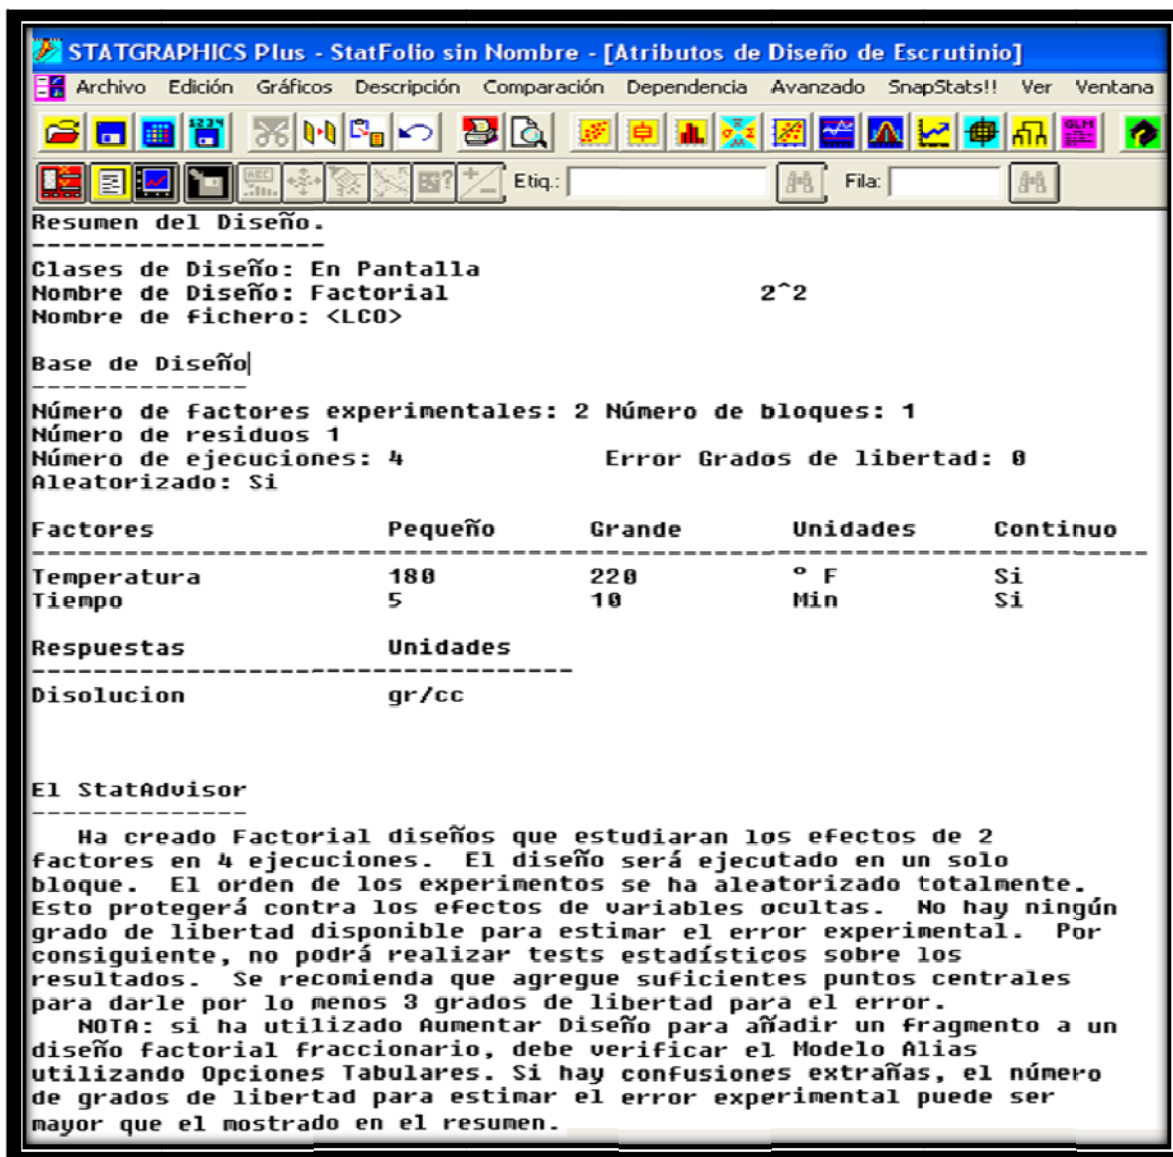 STATGRAPHICS Plus - StatFolio sin Nombre - [Atributos de Diseño de Escrutinio]
Archivo Edición Gráficos Descripción Comparación Dependencia Avanzado SnapStats!! Ver Ventana
Etiq.: Fila:
Resumen del Diseño.
-------------------
Clases de Diseño: En Pantalla
Nombre de Diseño: Factorial 2^2
Nombre de fichero: <LCO>
Base de Diseño
--------------
Número de factores experimentales: 2 Número de bloques: 1
Número de residuos 1
Número de ejecuciones: 4 Error Grados de libertad: 0
Aleatorizado: Si
Factores Pequeño Grande Unidades Continuo
------------------------------------------------------------------------
Temperatura 180 220 º F Si
Tiempo 5 10 Min Si
Respuestas Unidades
-----------------------------------
Disolucion gr/cc
El StatAdvisor
--------------
Ha creado Factorial diseños que estudiaran los efectos de 2
factores en 4 ejecuciones. El diseño será ejecutado en un solo
bloque. El orden de los experimentos se ha aleatorizado totalmente.
Esto protegerá contra los efectos de variables ocultas. No hay ningún
grado de libertad disponible para estimar el error experimental. Por
consiguiente, no podrá realizar tests estadísticos sobre los
resultados. Se recomienda que agregue suficientes puntos centrales
para darle por lo menos 3 grados de libertad para el error.
NOTA: si ha utilizado Aumentar Diseño para añadir un fragmento a un
diseño factorial fraccionario, debe verificar el Modelo Alias
utilizando Opciones Tabulares. Si hay confusiones extrañas, el número
de grados de libertad para estimar el error experimental puede ser
mayor que el mostrado en el resumen.